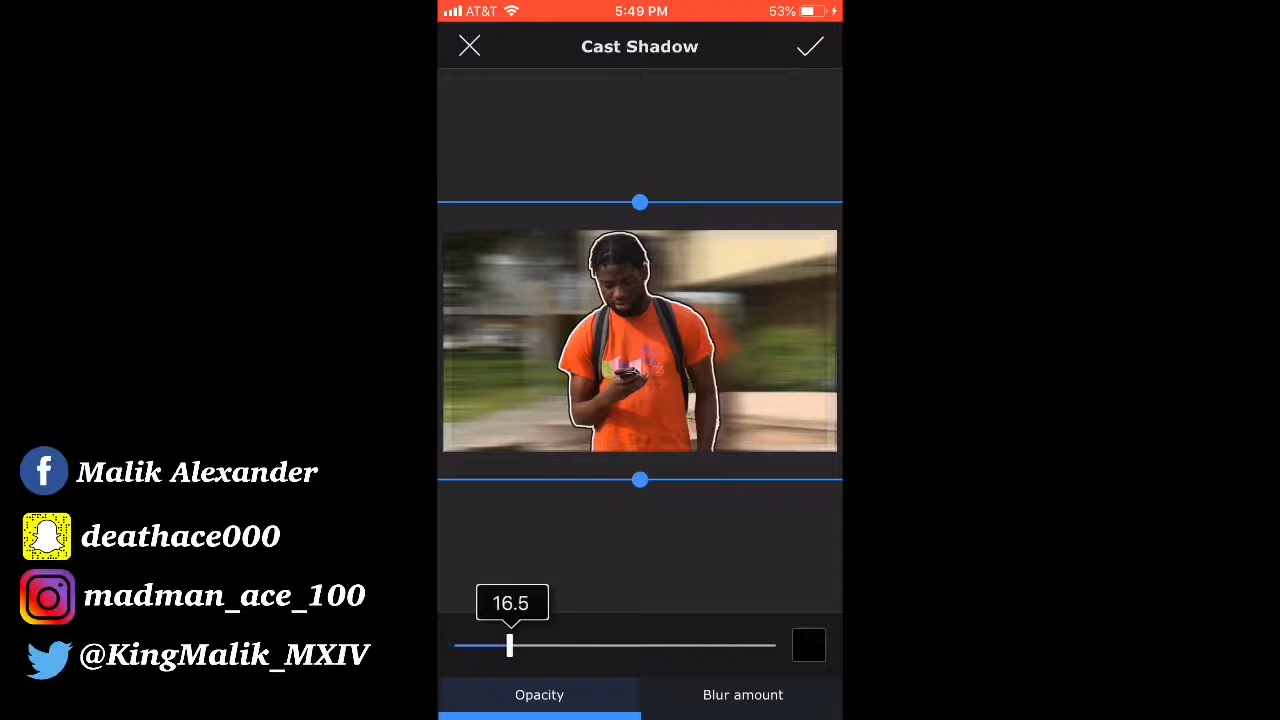 AT&T
5:49 PM
53%
Cast Shadow
f Malik Alexander
deathace000
madman_ace_100
@KingMalik_MXIV
16.5
Opacity
Blur amount